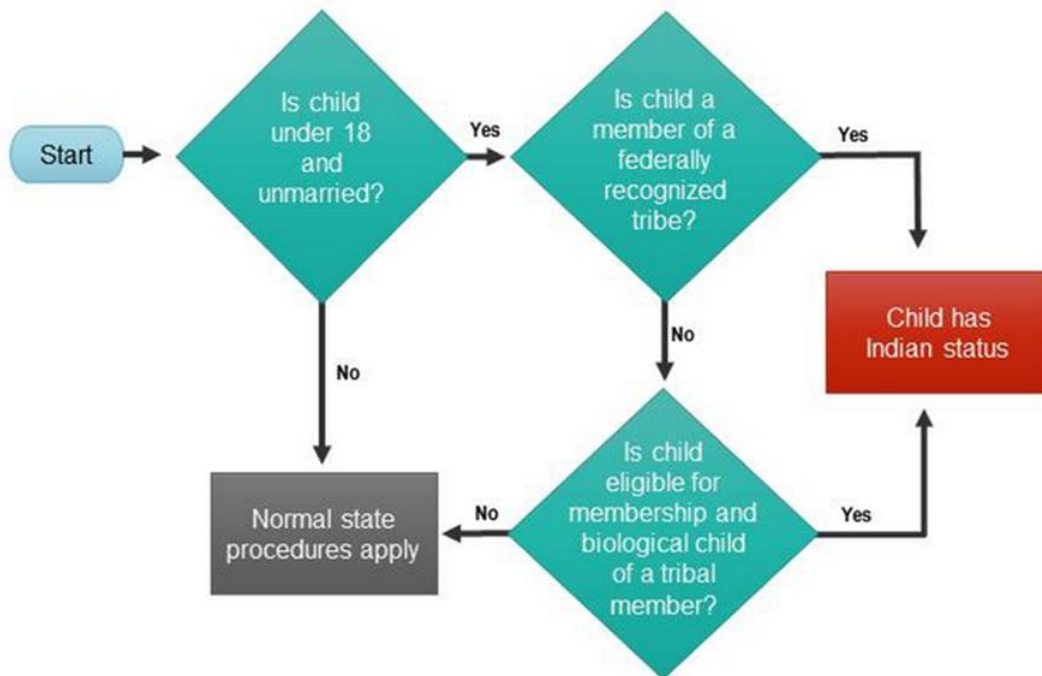 Start
Is child
under 18
and
unmarried?
Yes
Is child a
member of a
federally
recognized
tribe?
Yes
Child has
Indian status
No
No
Normal state
procedures apply
No
Is child
eligible for
membership and
biological child
of a tribal
member?
Yes